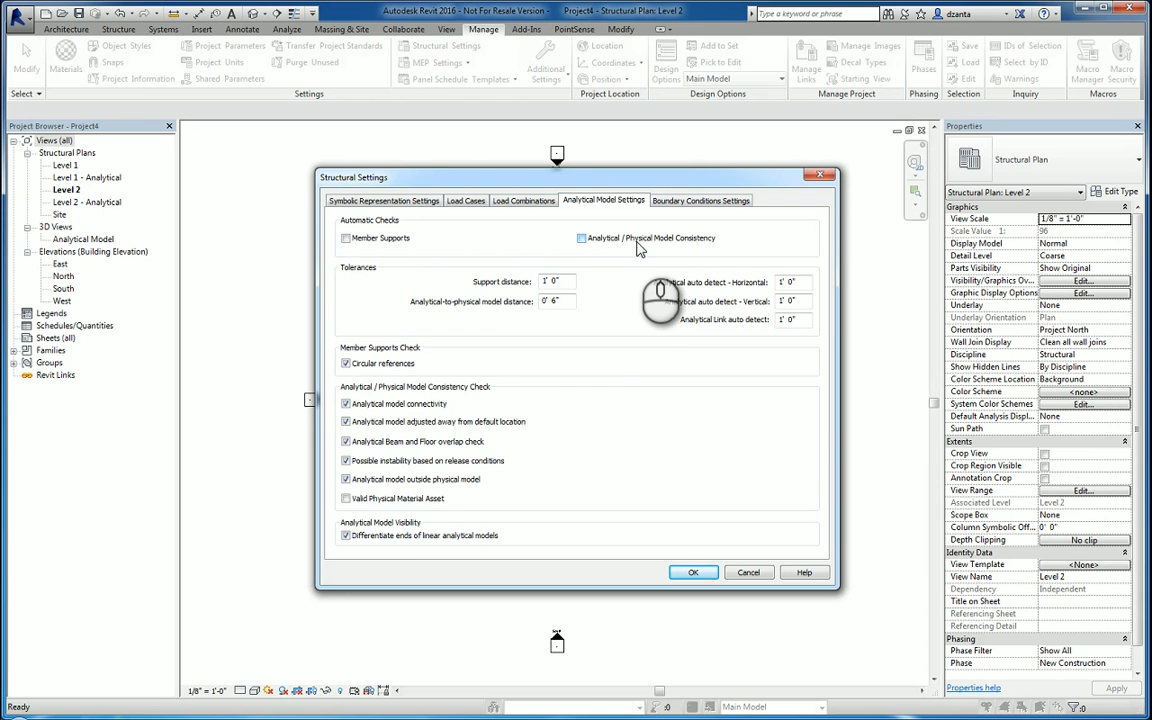 Autodesk Revit 2016 - Not For Resale Version - Project4 - Structural Plan: Level 2
Type a keyword or phrase
dzanta
Architecture Structure Systems Insert Annotate Analyze Massing & Site Collaborate View Manage Add-Ins PointSense Modify
Modify
Materials
Object Styles
Snaps
Project Information
Project Parameters
Project Units
Shared Parameters
Transfer Project Standards
Purge Unused
Structural Settings
MEP Settings
Panel Schedule Templates
Additional
Settings
Location
Coordinates
Position
Design
Options
Add to Set
Pick to Edit
Main Model
Manage
Links
Manage Images
Decal Types
Starting View
Phases
Save
Load
Edit
IDs of Selection
Select by ID
Warnings
Macro
Manager
Macro
Security
Select
Settings
Project Location
Design Options
Manage Project
Phasing
Selection
Inquiry
Macros
Project Browser - Project4
Views (all)
Structural Plans
Level 1
Level 1 - Analytical
Level 2
Level 2 - Analytical
Site
3D Views
Analytical Model
Elevations (Building Elevation)
East
North
South
West
Legends
Schedules/Quantities
Sheets (all)
Families
Groups
Revit Links
Structural Settings
Symbolic Representation Settings Load Cases Load Combinations Analytical Model Settings Boundary Conditions Settings
Automatic Checks
Member Supports
Analytical / Physical Model Consistency
Tolerances
Support distance: 1' 0"
Analytical-to-physical model distance: 0' 6"
auto detect - Horizontal: 1' 0"
auto detect - Vertical: 1' 0"
Analytical Link auto detect: 1' 0"
Member Supports Check
Circular references
Analytical / Physical Model Consistency Check
Analytical model connectivity
Analytical model adjusted away from default location
Analytical Beam and Floor overlap check
Possible instability based on release conditions
Analytical model outside physical model
Valid Physical Material Asset
Analytical Model Visibility
Differentiate ends of linear analytical models
OK
Cancel
Help
Properties
Structural Plan
Structural Plan: Level 2
Edit Type
Graphics
View Scale 1/8" = 1'-0"
Scale Value 1: 96
Display Model Normal
Detail Level Coarse
Parts Visibility Show Original
Visibility/Graphics Ov... Edit...
Graphic Display Options Edit...
Underlay None
Underlay Orientation Plan
Orientation Project North
Wall Join Display Clean all wall joins
Discipline Structural
Show Hidden Lines By Discipline
Color Scheme Location Background
Color Scheme <none>
System Color Schemes Edit...
Default Analysis Displ... None
Sun Path
Extents
Crop View
Crop Region Visible
Annotation Crop
View Range Edit...
Associated Level Level 2
Scope Box None
Column Symbolic Off... 0' 0"
Depth Clipping No clip
Identity Data
View Template <None>
View Name Level 2
Dependency Independent
Title on Sheet
Referencing Sheet
Referencing Detail
Phasing
Phase Filter Show All
Phase New Construction
Properties help
Apply
1/8" = 1'-0"
Ready
:0
Main Model
:0